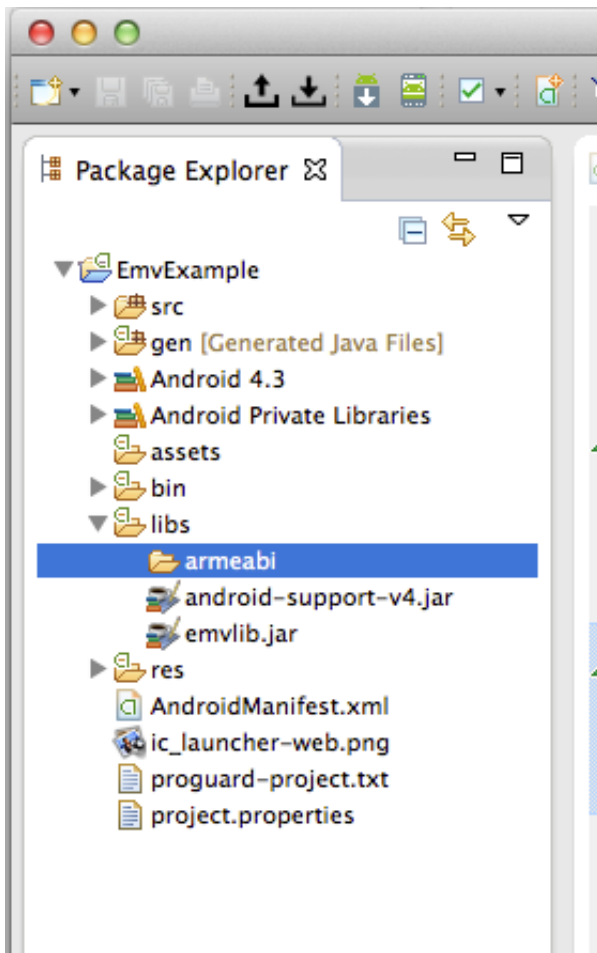 Package Explorer
EmvExample
src
gen [Generated Java Files]
Android 4.3
Android Private Libraries
assets
bin
libs
armeabi
android-support-v4.jar
emvlib.jar
res
AndroidManifest.xml
ic_launcher-web.png
proguard-project.txt
project.properties